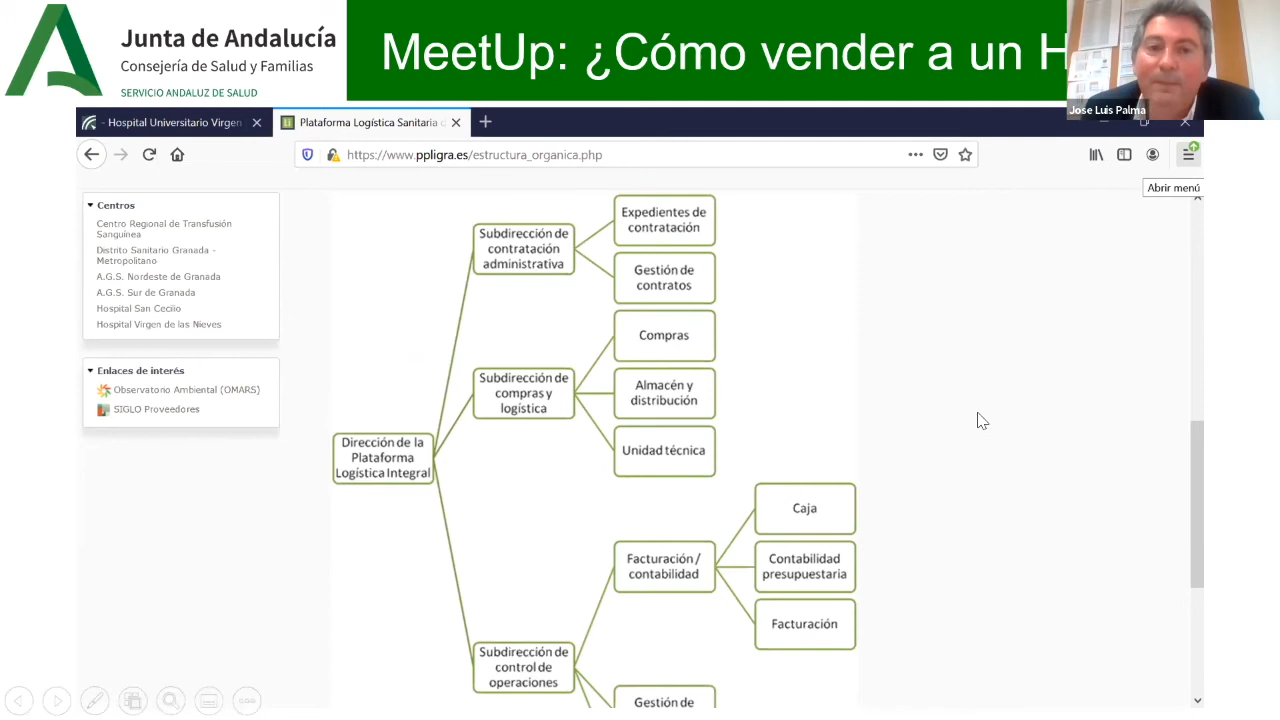 Junta de Andalucía
Consejería de Salud y Familias
SERVICIO ANDALUZ DE SALUD
MeetUp: ¿Cómo vender a un H
Jose Luis Palma
- Hospital Universitario Virgen
Plataforma Logística Sanitaria
https://www.ppligra.es/estructura_organica.php
Abrir menú
Centros
Centro Regional de Transfusión
Sanguínea
Distrito Sanitario Granada -
Metropolitano
A.G.S. Nordeste de Granada
A.G.S. Sur de Granada
Hospital San Cecilio
Hospital Virgen de las Nieves
Enlaces de interés
Observatorio Ambiental (OMARS)
SIGLO Proveedores
Dirección de la
Plataforma
Logística Integral
Subdirección de
contratación
administrativa
Expedientes de
contratación
Gestión de
contratos
Subdirección de
compras y
logística
Compras
Almacén y
distribución
Unidad técnica
Subdirección de
control de
operaciones
Facturación /
contabilidad
Caja
Contabilidad
presupuestaria
Facturación
Gestión de